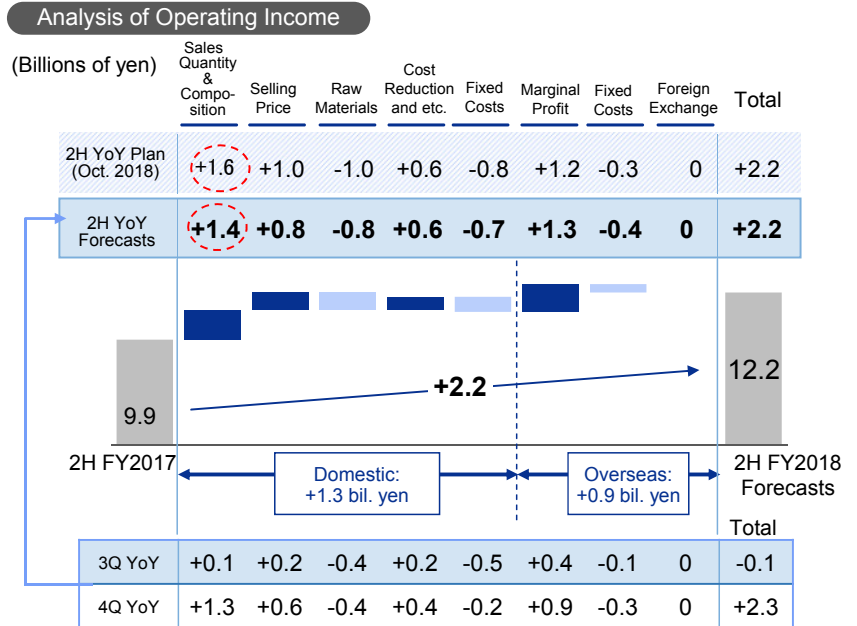 Analysis of Operating Income
(Billions of yen)
Sales
Quantity
&
Compo-
sition
Selling
Price
Raw
Materials
Cost
Reduction
and etc.
Fixed
Costs
Marginal
Profit
Fixed
Costs
Foreign
Exchange
Total
2H YoY Plan
(Oct. 2018)
+1.6 +1.0 -1.0 +0.6 -0.8 +1.2 -0.3 0 +2.2
2H YoY
Forecasts
+1.4 +0.8 -0.8 +0.6 -0.7 +1.3 -0.4 0 +2.2
9.9
+2.2
12.2
2H FY2017
Domestic:
+1.3 bil. yen
Overseas:
+0.9 bil. yen
2H FY2018
Forecasts
Total
3Q YoY +0.1 +0.2 -0.4 +0.2 -0.5 +0.4 -0.1 0 -0.1
4Q YoY +1.3 +0.6 -0.4 +0.4 -0.2 +0.9 -0.3 0 +2.3